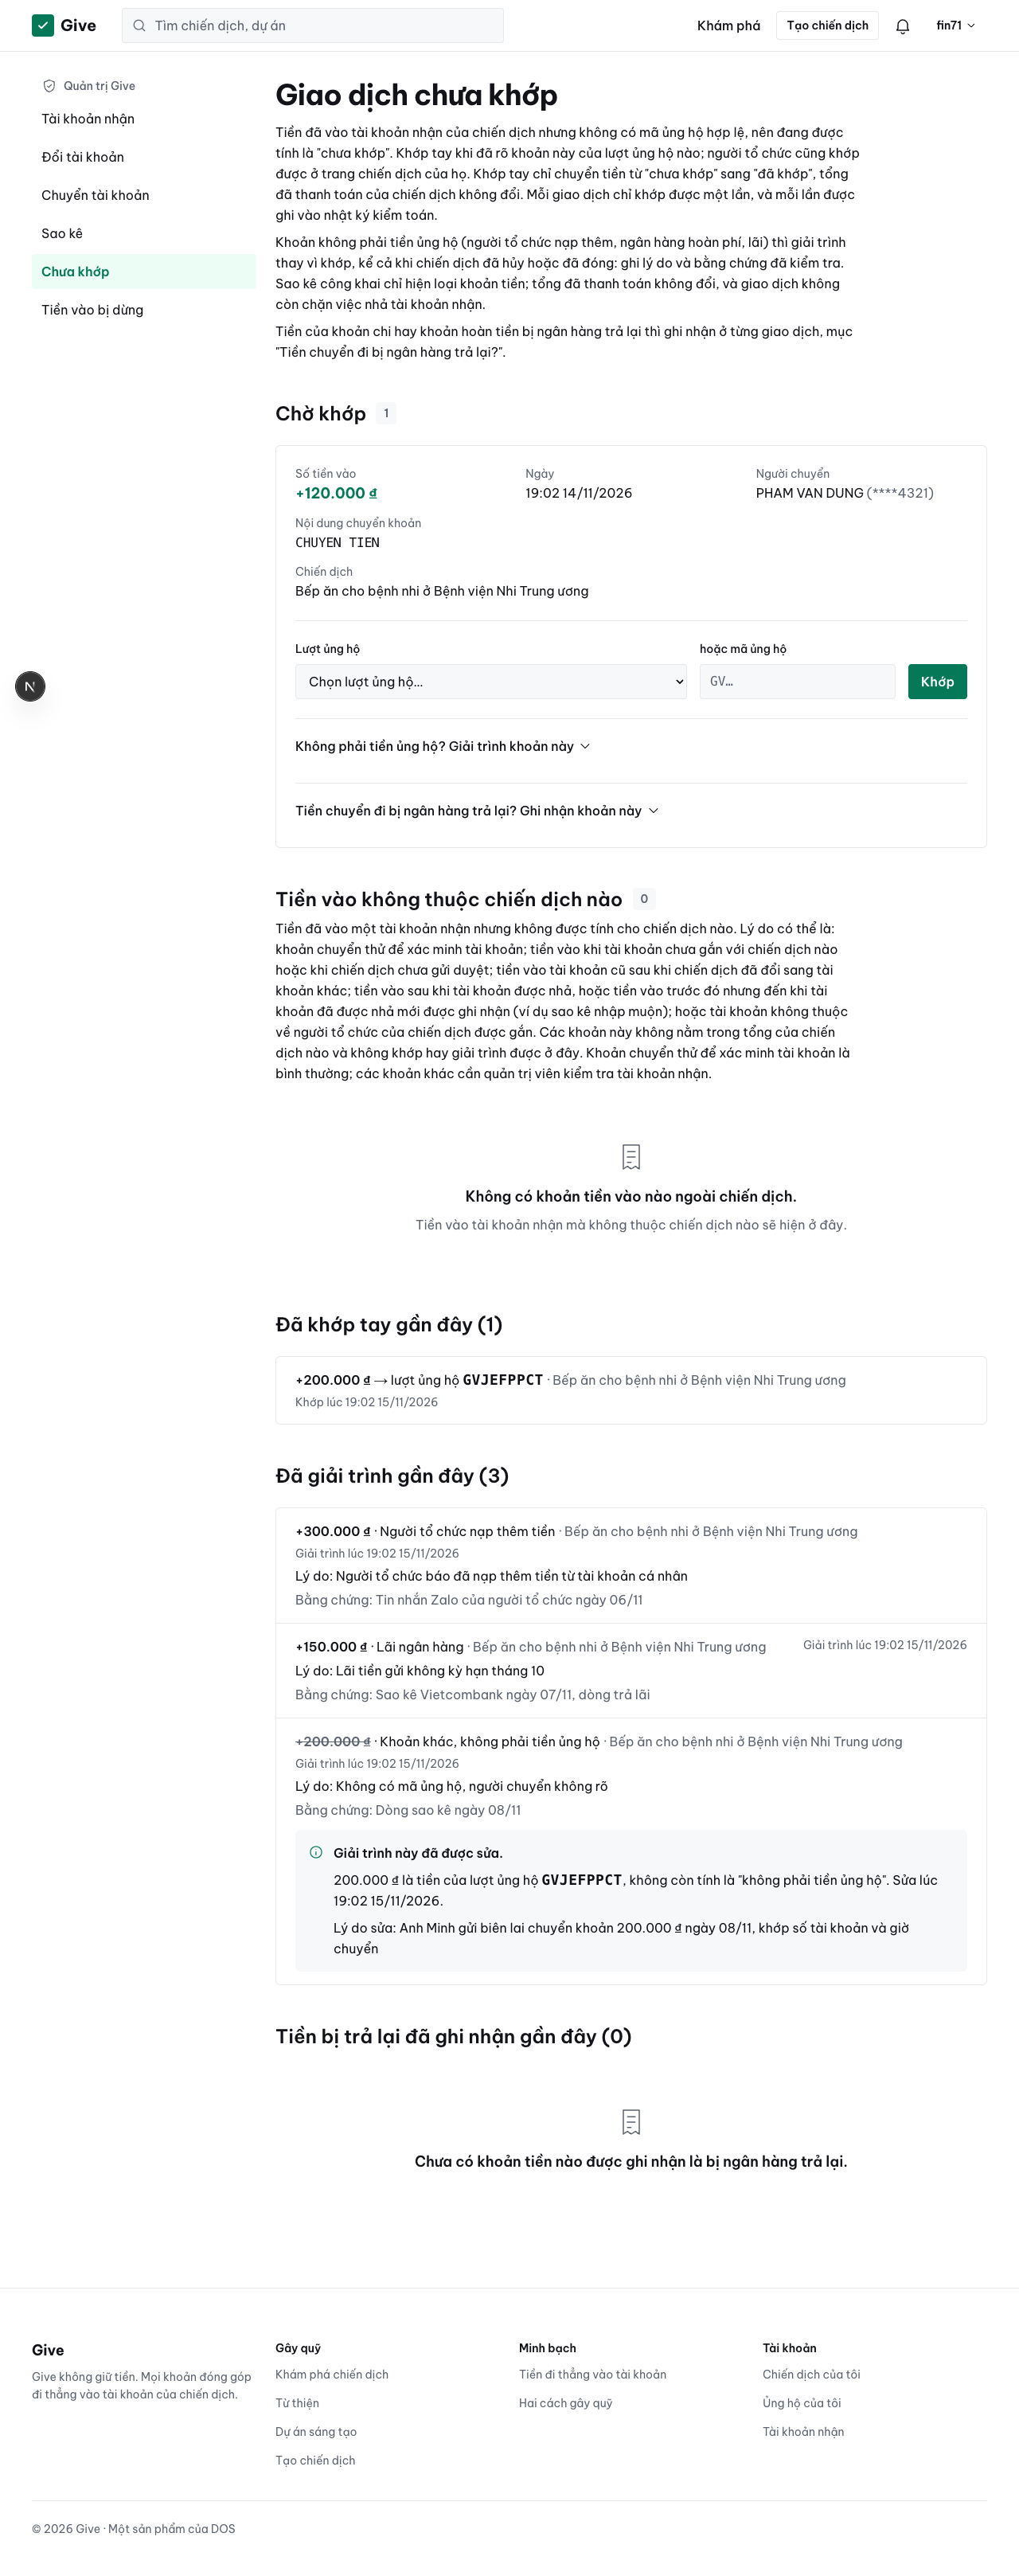 Give
Tìm chiến dịch, dự án
Khám phá
Tạo chiến dịch
fin71
Quản trị Give
Tài khoản nhận
Đổi tài khoản
Chuyển tài khoản
Sao kê
Chưa khớp
Tiền vào bị dừng
Giao dịch chưa khớp
Tiền đã vào tài khoản nhận của chiến dịch nhưng không có mã ủng hộ hợp lệ, nên đang được
tính là "chưa khớp". Khớp tay khi đã rõ khoản này của lượt ủng hộ nào; người tổ chức cũng khớp
được ở trang chiến dịch của họ. Khớp tay chỉ chuyển tiền từ "chưa khớp" sang "đã khớp", tổng
đã thanh toán của chiến dịch không đổi. Mỗi giao dịch chỉ khớp được một lần, và mỗi lần được
ghi vào nhật ký kiểm toán.
Khoản không phải tiền ủng hộ (người tổ chức nạp thêm, ngân hàng hoàn phí, lãi) thì giải trình
thay vì khớp, kể cả khi chiến dịch đã hủy hoặc đã đóng: ghi lý do và bằng chứng đã kiểm tra.
Sao kê công khai chỉ hiện loại khoản tiền; tổng đã thanh toán không đổi, và giao dịch không
còn chặn việc nhả tài khoản nhận.
Tiền của khoản chi hay khoản hoàn tiền bị ngân hàng trả lại thì ghi nhận ở từng giao dịch, mục
"Tiền chuyển đi bị ngân hàng trả lại?".
Chờ khớp 1
Số tiền vào
+120.000 ₫
Ngày
19:02 14/11/2026
Người chuyển
PHAM VAN DUNG (****4321)
Nội dung chuyển khoản
CHUYEN TIEN
Chiến dịch
Bếp ăn cho bệnh nhi ở Bệnh viện Nhi Trung ương
Lượt ủng hộ
Chọn lượt ủng hộ…
hoặc mã ủng hộ
GV…
Khớp
Không phải tiền ủng hộ? Giải trình khoản này
Tiền chuyển đi bị ngân hàng trả lại? Ghi nhận khoản này
Tiền vào không thuộc chiến dịch nào 0
Tiền đã vào một tài khoản nhận nhưng không được tính cho chiến dịch nào. Lý do có thể là:
khoản chuyển thử để xác minh tài khoản; tiền vào khi tài khoản chưa gắn với chiến dịch nào
hoặc khi chiến dịch chưa gửi duyệt; tiền vào tài khoản cũ sau khi chiến dịch đã đổi sang tài
khoản khác; tiền vào sau khi tài khoản được nhả, hoặc tiền vào trước đó nhưng đến khi tài
khoản đã được nhả mới được ghi nhận (ví dụ sao kê nhập muộn); hoặc tài khoản không thuộc
về người tổ chức của chiến dịch được gắn. Các khoản này không nằm trong tổng của chiến
dịch nào và không khớp hay giải trình được ở đây. Khoản chuyển thử để xác minh tài khoản là
bình thường; các khoản khác cần quản trị viên kiểm tra tài khoản nhận.
Không có khoản tiền vào nào ngoài chiến dịch.
Tiền vào tài khoản nhận mà không thuộc chiến dịch nào sẽ hiện ở đây.
Đã khớp tay gần đây (1)
+200.000 ₫ → lượt ủng hộ GVJEFPPCT · Bếp ăn cho bệnh nhi ở Bệnh viện Nhi Trung ương
Khớp lúc 19:02 15/11/2026
Đã giải trình gần đây (3)
+300.000 ₫ · Người tổ chức nạp thêm tiền · Bếp ăn cho bệnh nhi ở Bệnh viện Nhi Trung ương
Giải trình lúc 19:02 15/11/2026
Lý do: Người tổ chức báo đã nạp thêm tiền từ tài khoản cá nhân
Bằng chứng: Tin nhắn Zalo của người tổ chức ngày 06/11
+150.000 ₫ · Lãi ngân hàng · Bếp ăn cho bệnh nhi ở Bệnh viện Nhi Trung ương
Giải trình lúc 19:02 15/11/2026
Lý do: Lãi tiền gửi không kỳ hạn tháng 10
Bằng chứng: Sao kê Vietcombank ngày 07/11, dòng trả lãi
+200.000 ₫ · Khoản khác, không phải tiền ủng hộ · Bếp ăn cho bệnh nhi ở Bệnh viện Nhi Trung ương
Giải trình lúc 19:02 15/11/2026
Lý do: Không có mã ủng hộ, người chuyển không rõ
Bằng chứng: Dòng sao kê ngày 08/11
Giải trình này đã được sửa.
200.000 ₫ là tiền của lượt ủng hộ GVJEFPPCT, không còn tính là "không phải tiền ủng hộ". Sửa lúc
19:02 15/11/2026.
Lý do sửa: Anh Minh gửi biên lai chuyển khoản 200.000 ₫ ngày 08/11, khớp số tài khoản và giờ
chuyển
Tiền bị trả lại đã ghi nhận gần đây (0)
Chưa có khoản tiền nào được ghi nhận là bị ngân hàng trả lại.
Give
Give không giữ tiền. Mọi khoản đóng góp
đi thẳng vào tài khoản của chiến dịch.
Gây quỹ
Khám phá chiến dịch
Từ thiện
Dự án sáng tạo
Tạo chiến dịch
Minh bạch
Tiền đi thẳng vào tài khoản
Hai cách gây quỹ
Tài khoản
Chiến dịch của tôi
Ủng hộ của tôi
Tài khoản nhận
© 2026 Give · Một sản phẩm của DOS